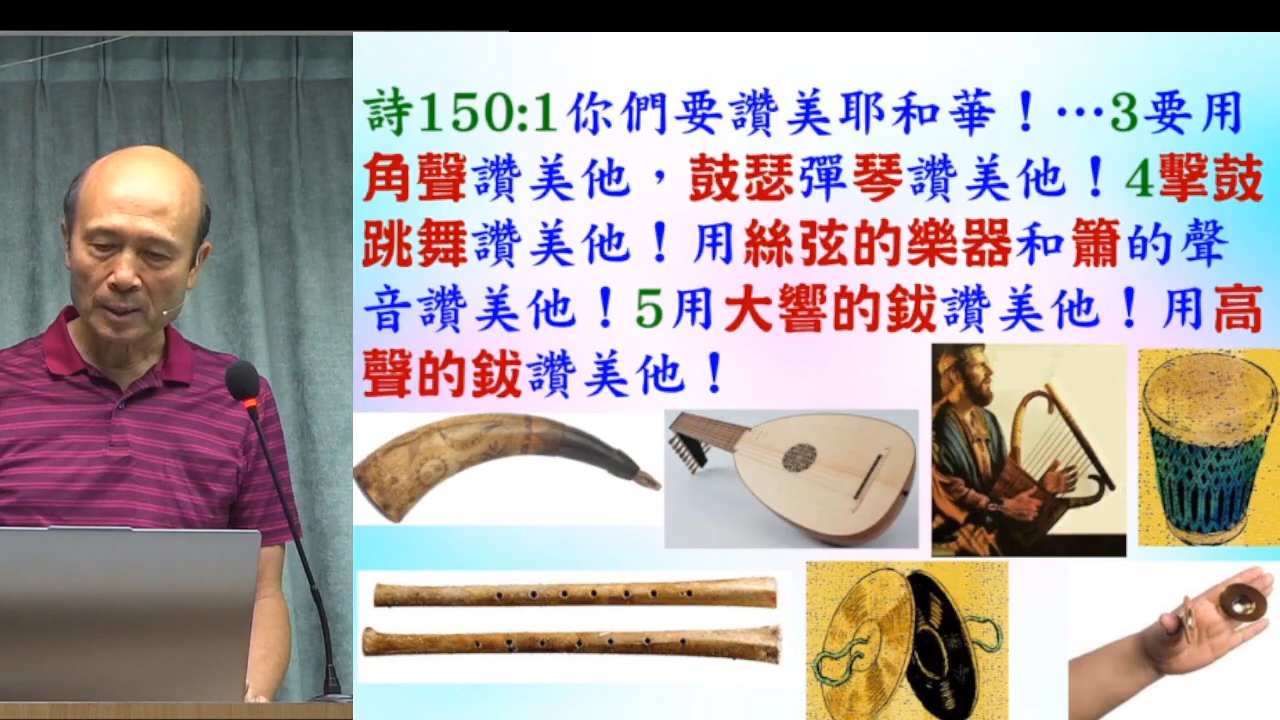 詩150:1你們要讚美耶和華！…3要用
角聲讚美他，鼓瑟彈琴讚美他！4擊鼓
跳舞讚美他！用絲弦的樂器和簫的聲
音讚美他！5用大響的鈸讚美他！用高
聲的鈸讚美他！